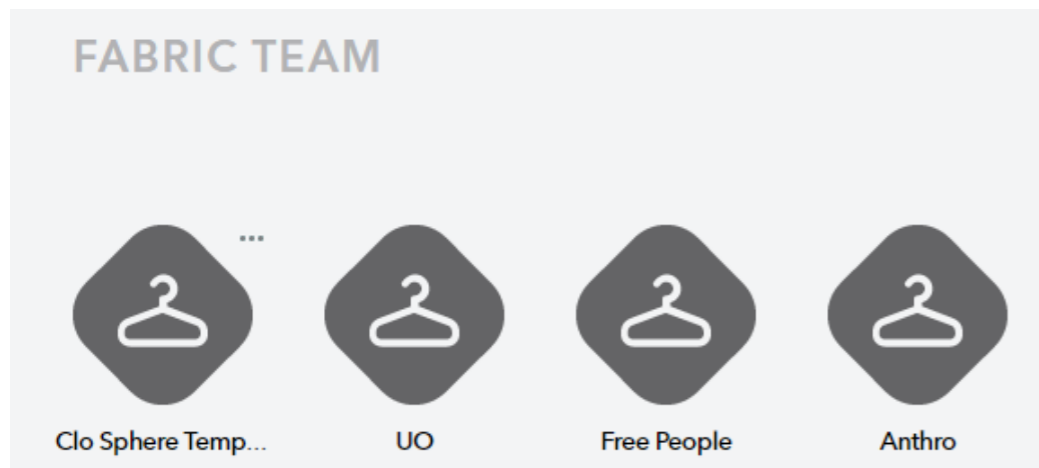 FABRIC TEAM
Clo Sphere Temp...
UO
Free People
Anthro